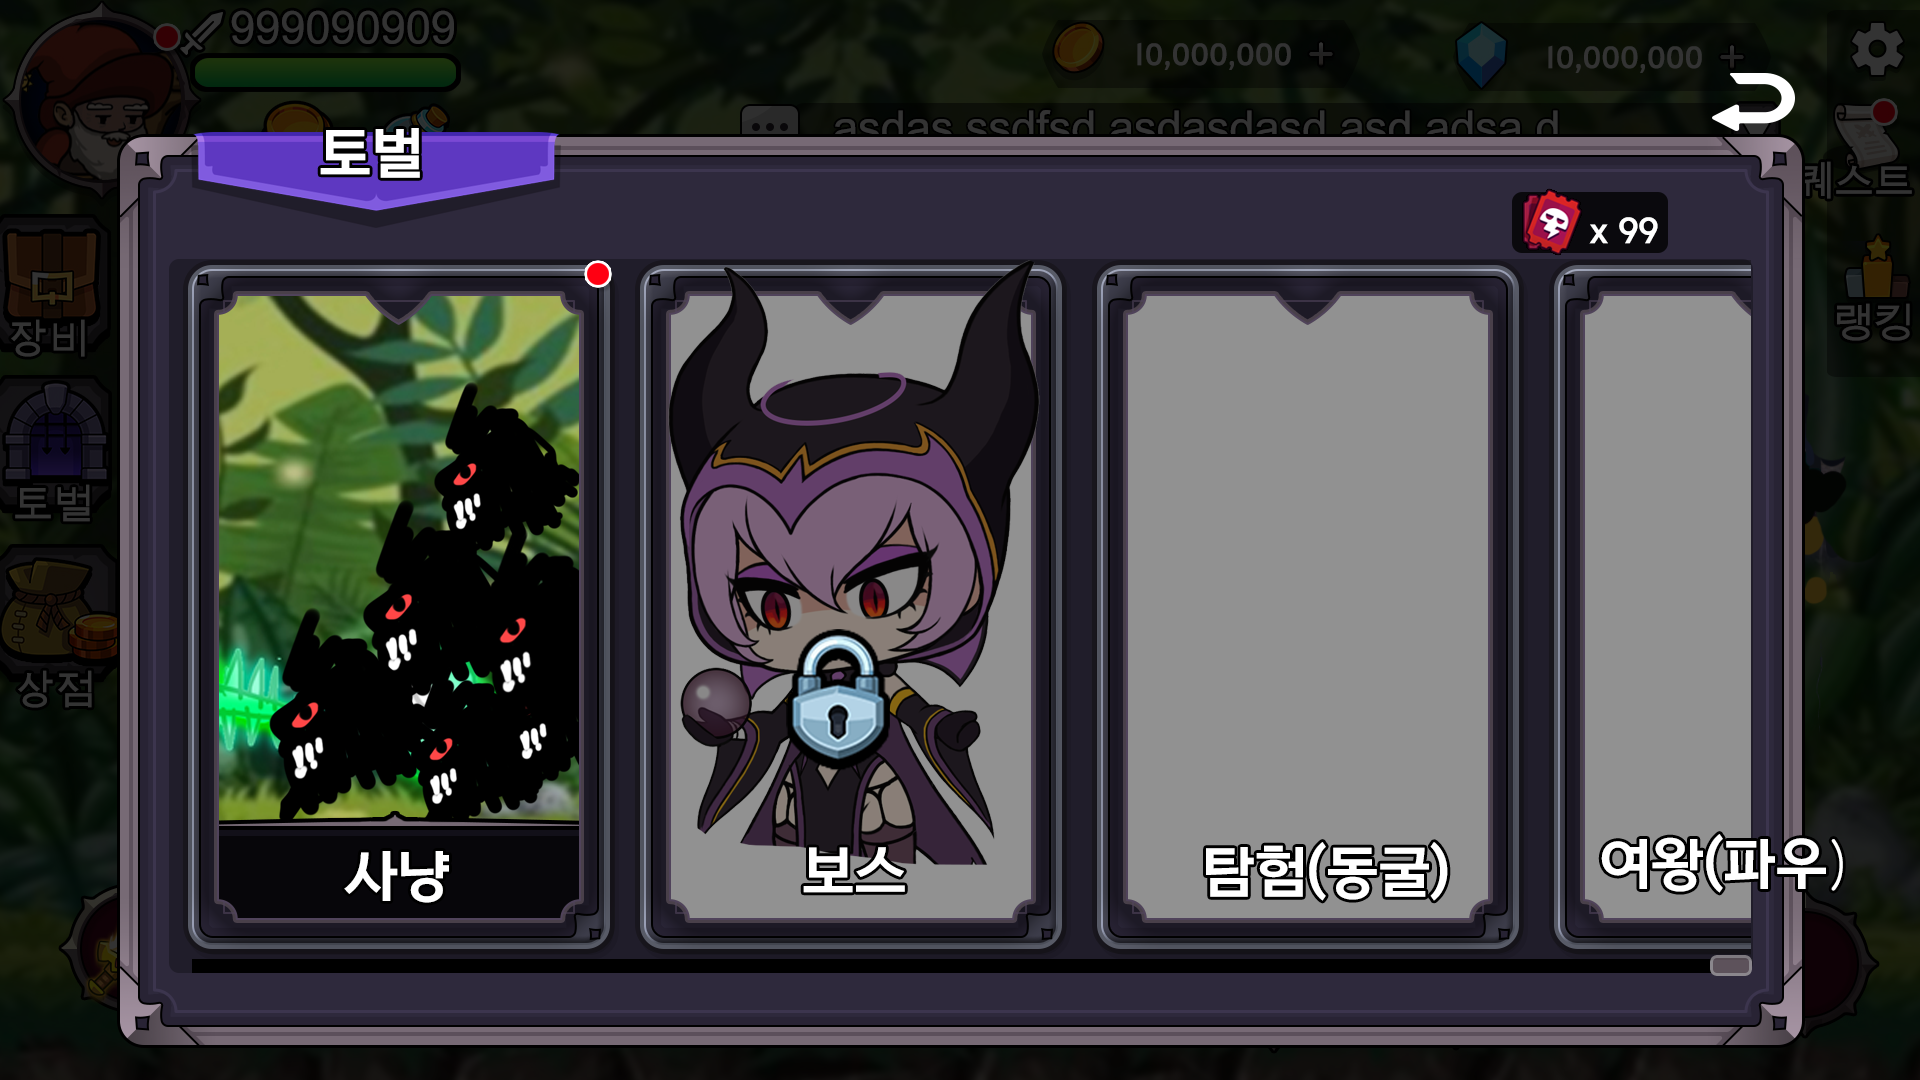 999090909
10,000,000 +
10,000,000 +
asdas ssdfsd asdasdasd asd adsa d
토벌
퀘스트
x 99
장비
랭킹
토벌
상점
사냥
보스
탐험(동굴)
여왕(파우)